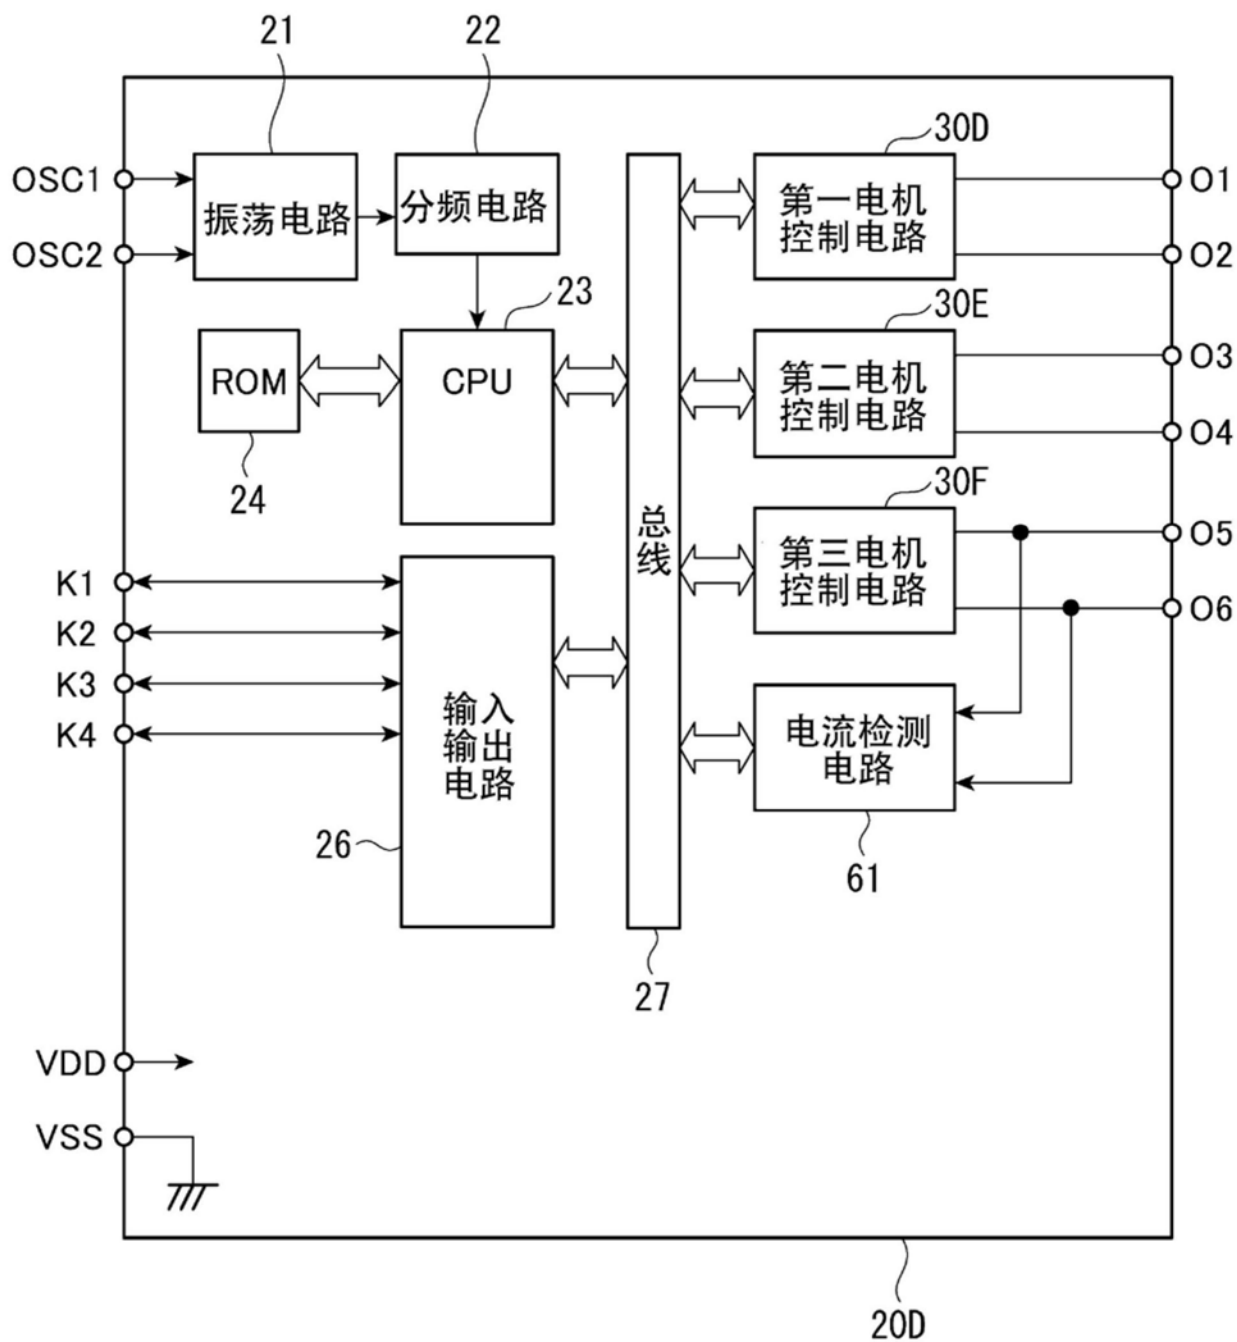 21
22
30D
OSC1
振荡电路
分频电路
第一电机
控制电路
O1
OSC2
O2
23
30E
ROM
CPU
第二电机
控制电路
O3
O4
24
30F
总
线
第三电机
控制电路
O5
O6
K1
K2
K3
K4
输入
输出
电路
电流检测
电路
26
61
27
VDD
VSS
20D